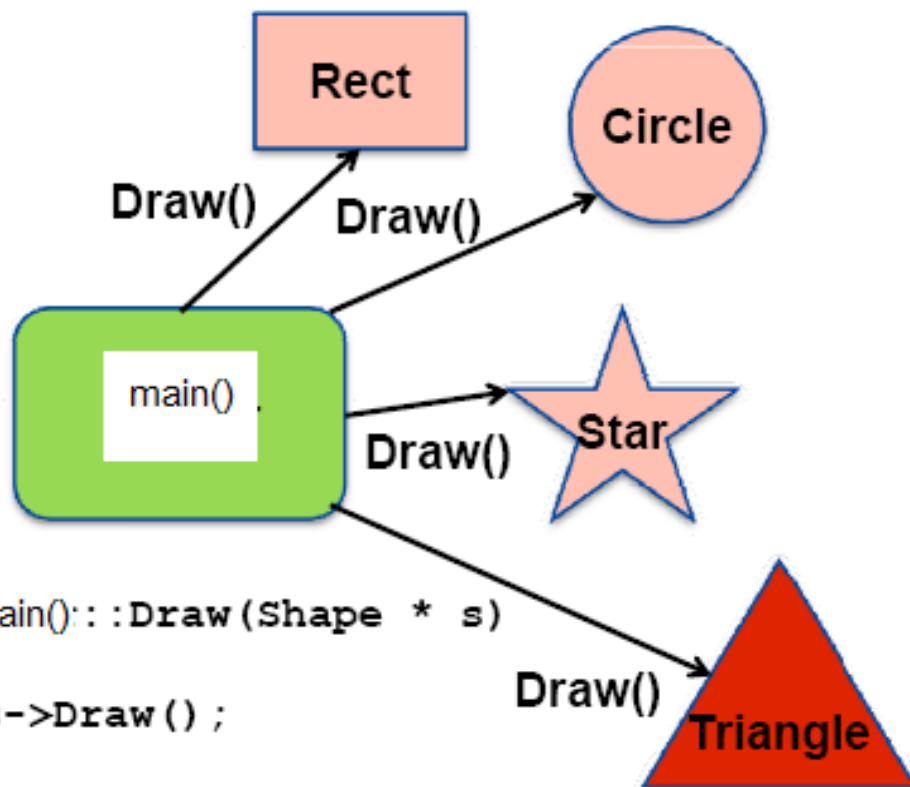 Rect
Circle
Draw()
Draw()
main()
Star
Draw()
ain()::::Draw(Shape * s)
->Draw();
Draw()
Triangle